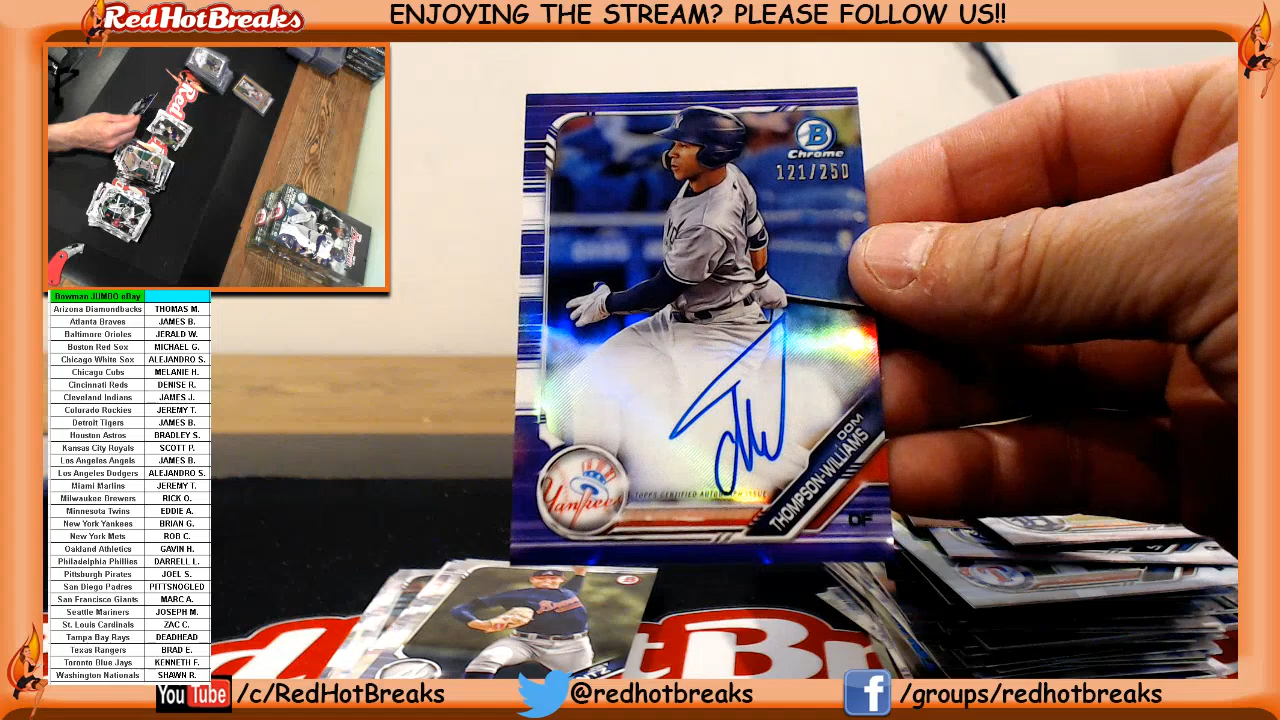 RedHotBreaks
ENJOYING THE STREAM? PLEASE FOLLOW US!!
Red
B
Chrome
121/250
DOM
THOMPSON-WILLIAMS
OF
Yankees
TOPPS CERTIFIED AUTOGRAPH ISSUE
Bowman JUMBO eBay
Arizona Diamondbacks THOMAS M.
Atlanta Braves JAMES B.
Baltimore Orioles JERALD W.
Boston Red Sox MICHAEL G.
Chicago White Sox ALEJANDRO S.
Chicago Cubs MELANIE H.
Cincinnati Reds DENISE R.
Cleveland Indians JAMES J.
Colorado Rockies JEREMY T.
Detroit Tigers JAMES B.
Houston Astros BRADLEY S.
Kansas City Royals SCOTT P.
Los Angeles Angels JAMES B.
Los Angeles Dodgers ALEJANDRO S.
Miami Marlins JEREMY T.
Milwaukee Brewers RICK O.
Minnesota Twins EDDIE A.
New York Yankees BRIAN G.
New York Mets ROB C.
Oakland Athletics GAVIN H.
Philadelphia Phillies DARRELL L.
Pittsburgh Pirates JOEL S.
San Diego Padres PITTSNOGLED
San Francisco Giants MARC A.
Seattle Mariners JOSEPH M.
St. Louis Cardinals ZAC C.
Tampa Bay Rays DEADHEAD
Texas Rangers BRAD E.
Toronto Blue Jays KENNETH F.
Washington Nationals SHAWN R.
YouTube /c/RedHotBreaks
@redhotbreaks
f /groups/redhotbreaks